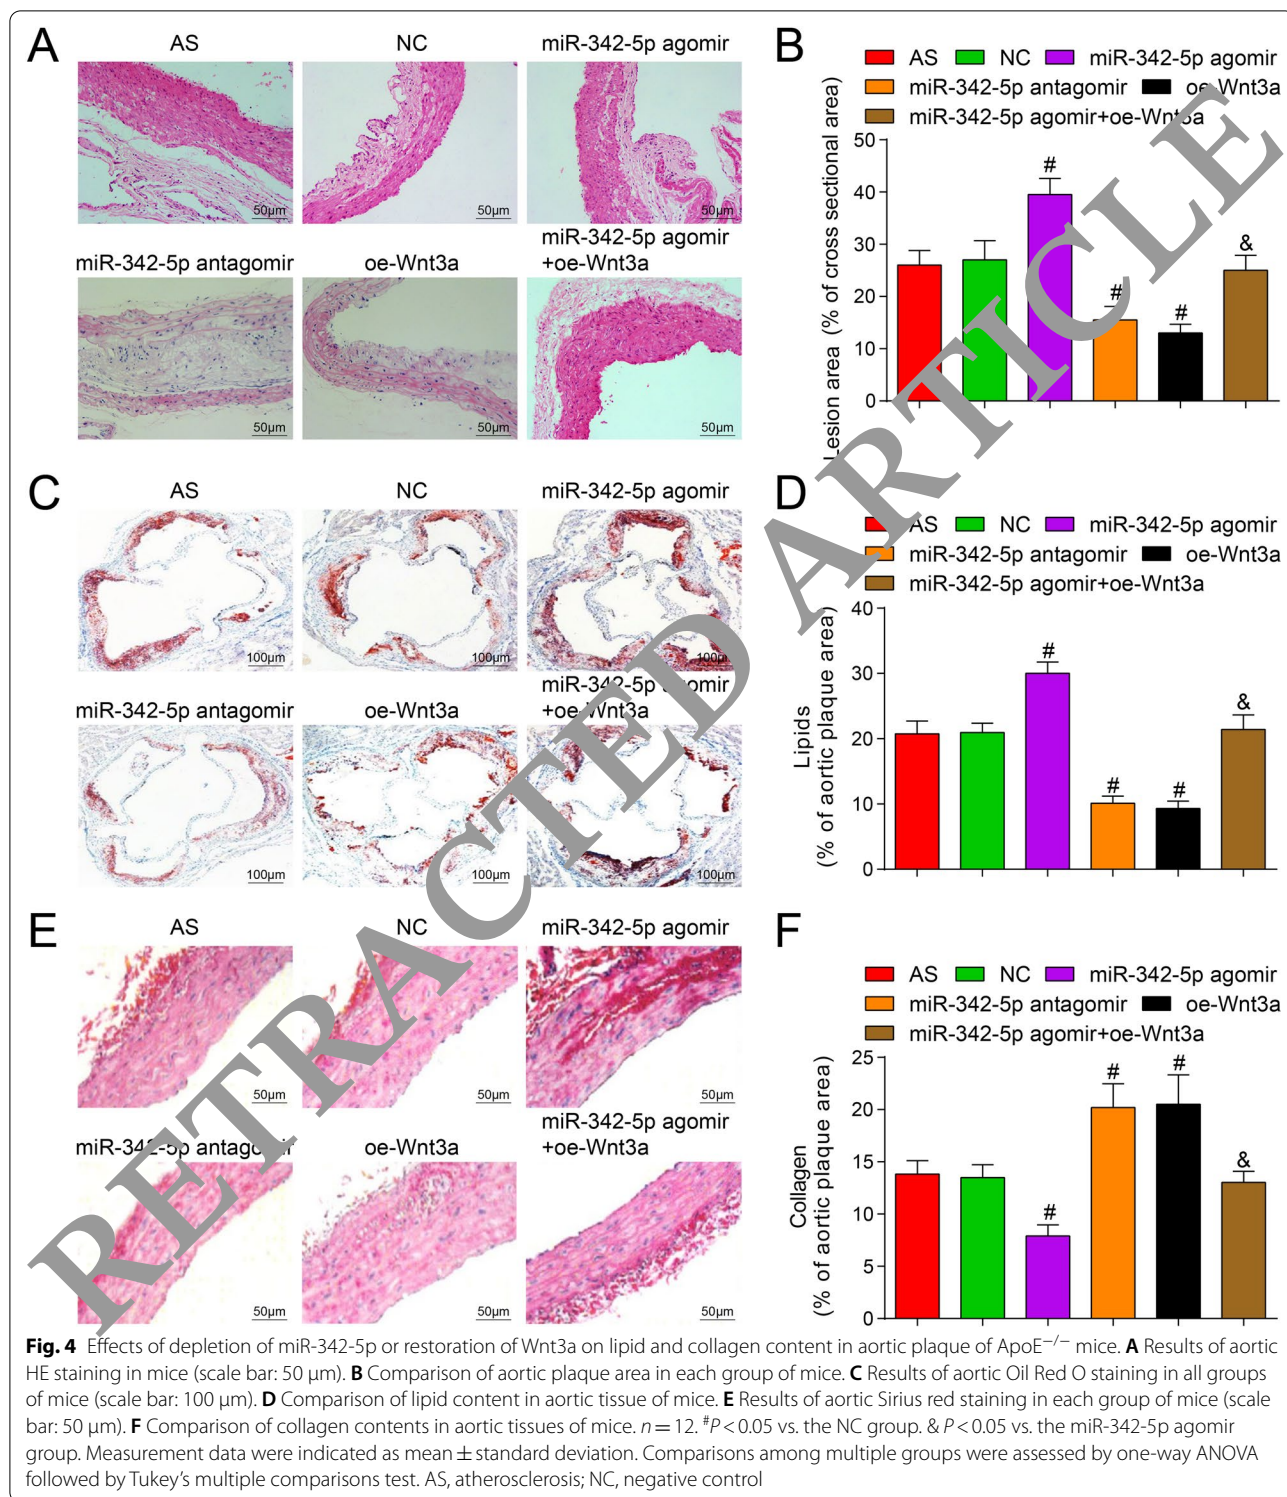 A
AS
NC
miR-342-5p agomir
50μm
50μm
50μm
miR-342-5p antagomir
oe-Wnt3a
miR-342-5p agomir
+oe-Wnt3a
50μm
50μm
50μm
B
AS NC miR-342-5p agomir
miR-342-5p antagomir oe-Wnt3a
miR-342-5p agomir+oe-Wnt3a
Lesion area (% of cross sectional area)
50
40
30
20
10
0
#
#
#
&
C
AS
NC
miR-342-5p agomir
100μm
100μm
100μm
miR-342-5p antagomir
oe-Wnt3a
miR-342-5p agomir
+oe-Wnt3a
100μm
100μm
100μm
D
AS NC miR-342-5p agomir
miR-342-5p antagomir oe-Wnt3a
miR-342-5p agomir+oe-Wnt3a
Lipids
(% of aortic plaque area)
40
30
20
10
0
#
#
#
&
E
AS
NC
miR-342-5p agomir
50μm
50μm
50μm
miR-342-5p antagomir
oe-Wnt3a
miR-342-5p agomir
+oe-Wnt3a
50μm
50μm
50μm
F
AS NC miR-342-5p agomir
miR-342-5p antagomir oe-Wnt3a
miR-342-5p agomir+oe-Wnt3a
Collagen
(% of aortic plaque area)
25
20
15
10
5
0
#
#
#
&
RETRACTED ARTICLE
Fig. 4 Effects of depletion of miR-342-5p or restoration of Wnt3a on lipid and collagen content in aortic plaque of ApoE−/− mice. A Results of aortic
HE staining in mice (scale bar: 50 μm). B Comparison of aortic plaque area in each group of mice. C Results of aortic Oil Red O staining in all groups
of mice (scale bar: 100 μm). D Comparison of lipid content in aortic tissue of mice. E Results of aortic Sirius red staining in each group of mice (scale
bar: 50 μm). F Comparison of collagen contents in aortic tissues of mice. n = 12. #P < 0.05 vs. the NC group. & P < 0.05 vs. the miR-342-5p agomir
group. Measurement data were indicated as mean ± standard deviation. Comparisons among multiple groups were assessed by one-way ANOVA
followed by Tukey's multiple comparisons test. AS, atherosclerosis; NC, negative control